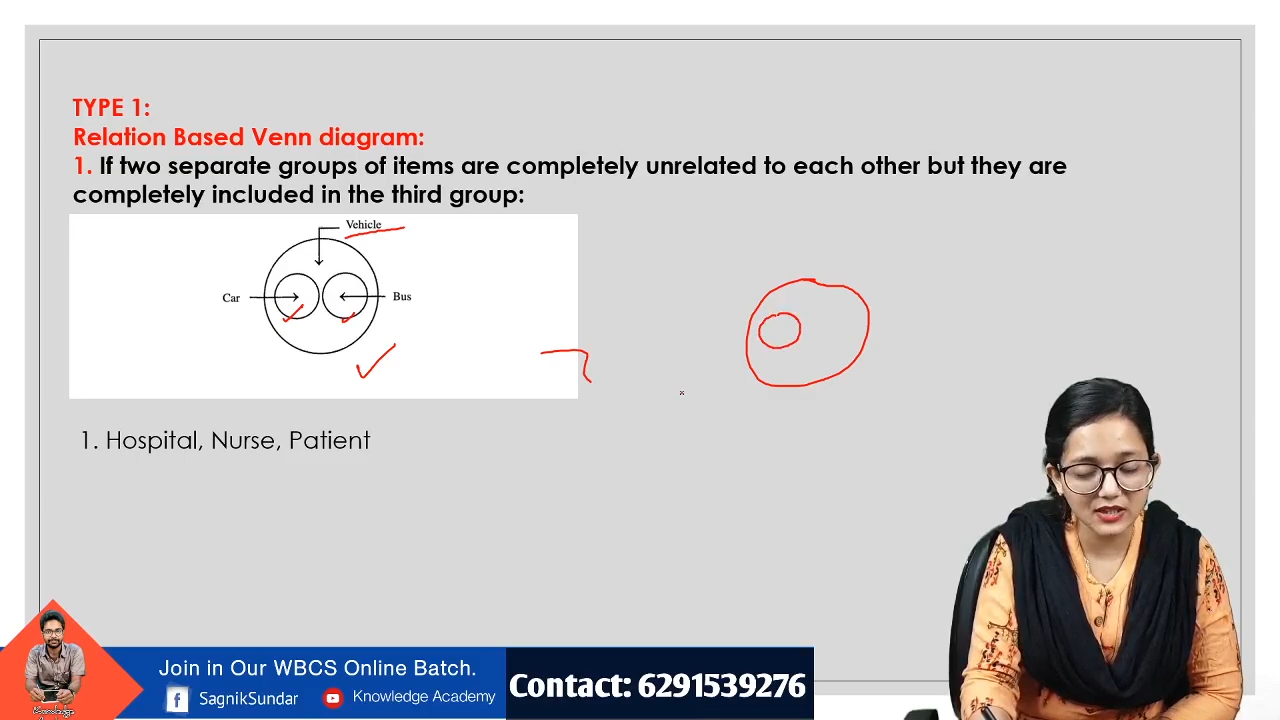 TYPE 1:
Relation Based Venn diagram:
1. If two separate groups of items are completely unrelated to each other but they are
completely included in the third group:
Vehicle
Car
Bus
1. Hospital, Nurse, Patient
Join in Our WBCS Online Batch.
SagnikSundar
Knowledge Academy
Contact: 6291539276